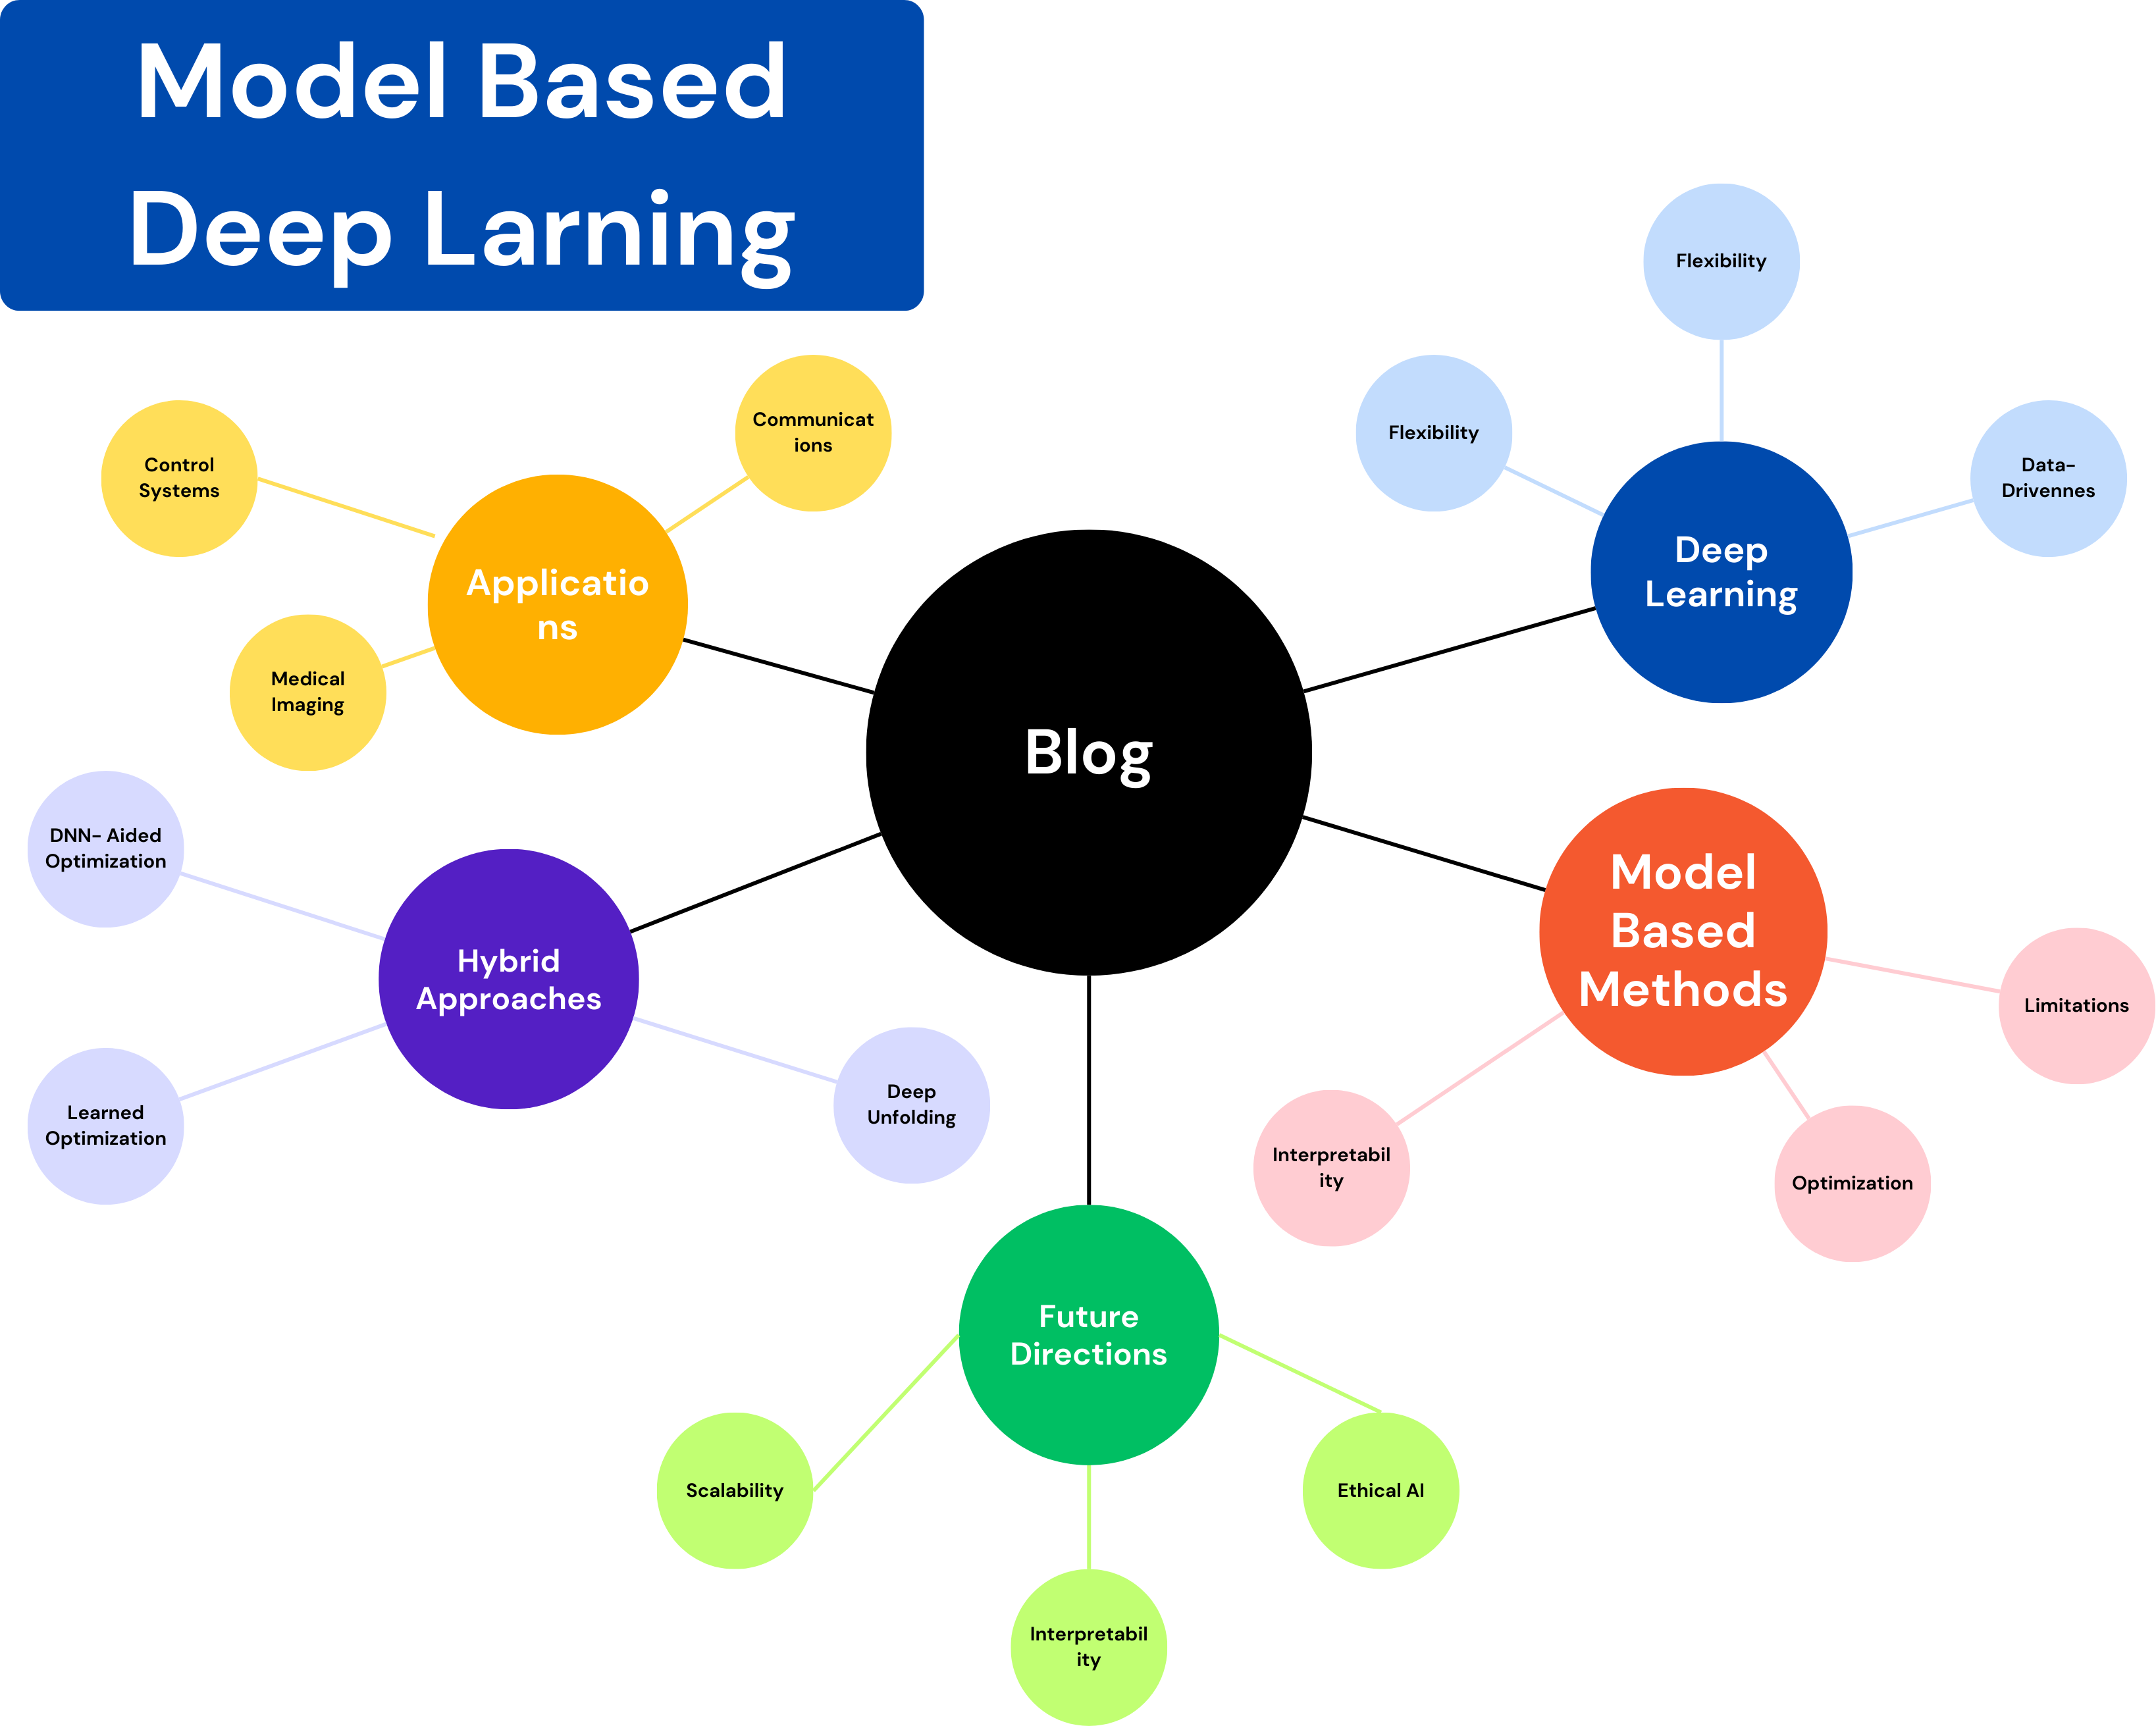 Model Based
Deep Larning
Flexibility
Communicat
ions
Flexibility
Control
Systems
Data-
Drivennes
Deep
Learning
Applicatio
ns
Medical
Imaging
Blog
DNN- Aided
Optimization
Model
Based
Methods
Hybrid
Approaches
Limitations
Learned
Optimization
Deep
Unfolding
Interpretabil
ity
Optimization
Future
Directions
Scalability
Ethical AI
Interpretabil
ity